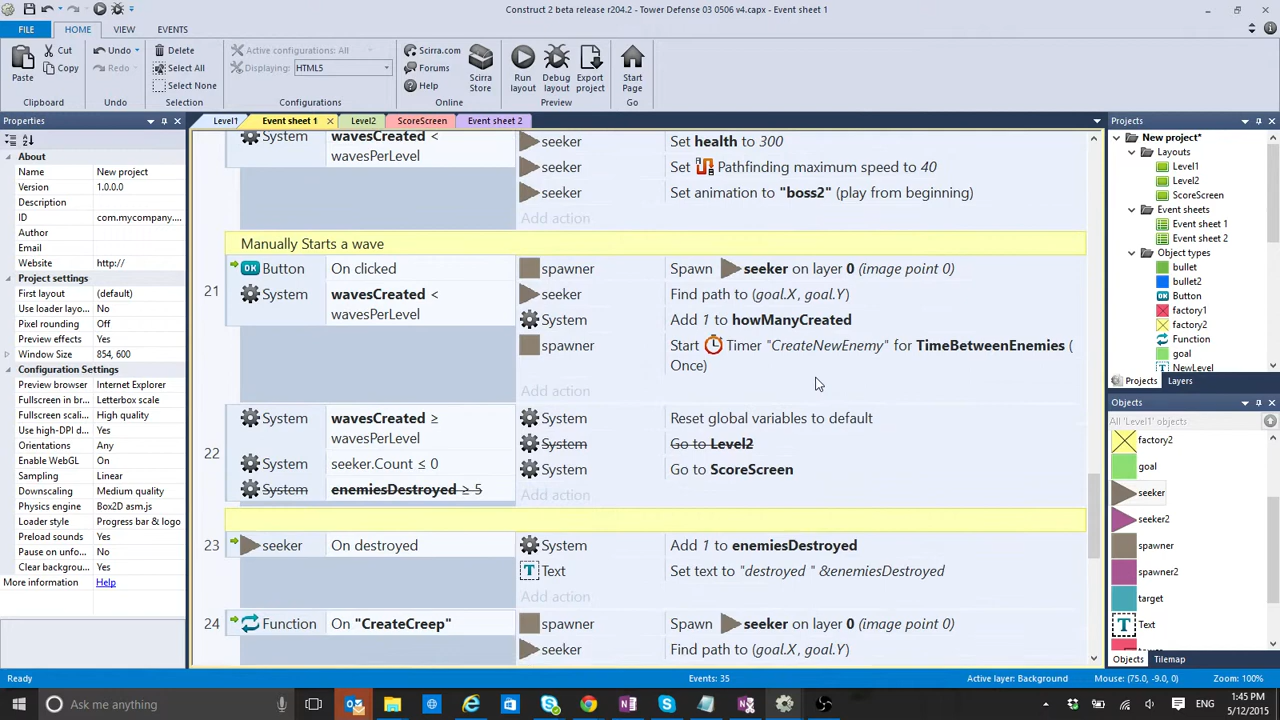 Construct 2 beta release r204.2 - Tower Defense 03 0506 v4.capx - Event sheet 1
FILE HOME VIEW EVENTS
Paste Cut Copy Clipboard
Undo Redo Undo
Delete Select All Select None Selection
Active configurations: All
Displaying: HTML5
Configurations
Scirra.com Forums Help Scirra Store Online
Run layout Debug layout Export project Preview
Start Page Go
Properties
Level1 Event sheet 1 Level2 ScoreScreen Event sheet 2
About
Name New project
Version 1.0.0.0
Description
ID com.mycompany....
Author
Email
Website http://
Project settings
First layout (default)
Use loader layo... No
Pixel rounding Off
Preview effects Yes
Window Size 854, 600
Configuration Settings
Preview browser Internet Explorer
Fullscreen in br... Letterbox scale
Fullscreen scali... High quality
Use high-DPI d... Yes
Orientations Any
Enable WebGL On
Sampling Linear
Downscaling Medium quality
Physics engine Box2D asm.js
Loader style Progress bar & logo
Preload sounds Yes
Pause on unfo... No
Clear backgrou... Yes
More information Help
System wavesCreated < wavesPerLevel
seeker Set health to 300
seeker Set Pathfinding maximum speed to 40
seeker Set animation to "boss2" (play from beginning)
Add action
Manually Starts a wave
21
Button On clicked
System wavesCreated <
wavesPerLevel
spawner Spawn seeker on layer 0 (image point 0)
seeker Find path to (goal.X, goal.Y)
System Add 1 to howManyCreated
spawner Start Timer "CreateNewEnemy" for TimeBetweenEnemies (
Once)
Add action
22
System wavesCreated ≥
wavesPerLevel
System seeker.Count ≤ 0
System enemiesDestroyed ≥ 5
System Reset global variables to default
System Go to Level2
System Go to ScoreScreen
Add action
23 seeker On destroyed
System Add 1 to enemiesDestroyed
Text Set text to "destroyed " &enemiesDestroyed
Add action
24 Function On "CreateCreep"
spawner Spawn seeker on layer 0 (image point 0)
seeker Find path to (goal.X, goal.Y)
Projects
New project*
Layouts
Level1
Level2
ScoreScreen
Event sheets
Event sheet 1
Event sheet 2
Object types
bullet
bullet2
Button
factory1
factory2
Function
goal
NewLevel
Projects Layers
Objects
All 'Level1' objects
factory2
goal
seeker
seeker2
spawner
spawner2
target
Text
Objects Tilemap
Ready Events: 35 Active layer: Background Mouse: (75.0, -9.0, 0) Zoom: 100%
Ask me anything
ENG
1:45 PM
5/12/2015